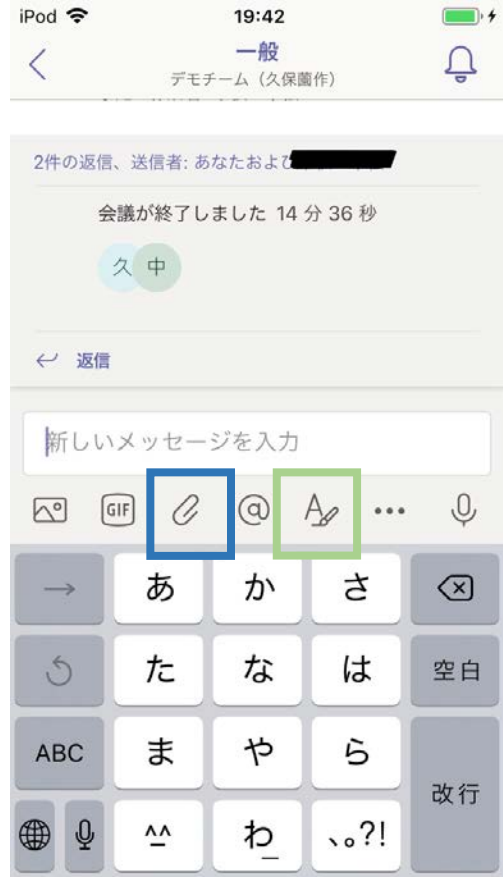 iPod 19:42
一般
デモチーム（久保薗作）
2件の返信、送信者: あなたおよび
会議が終了しました 14 分 36 秒
久 中
返信
新しいメッセージを入力
GIF @
→ あ か さ
た な は 空白
ABC ま や ら
改行
^^ わ_ 、。?!